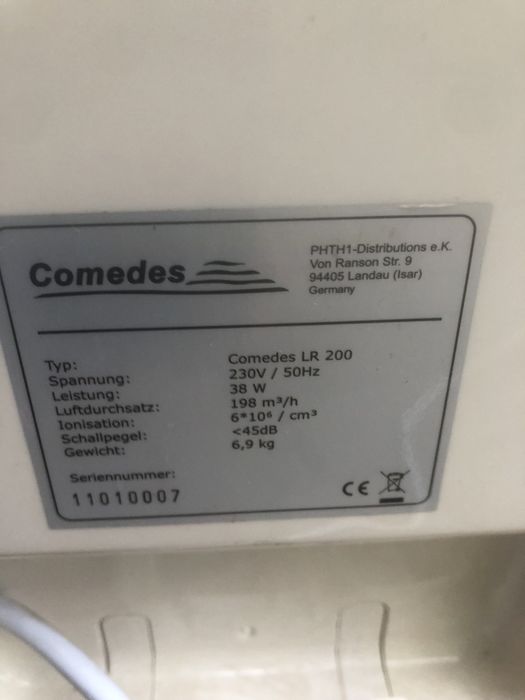 Comedes
PHTH1-Distributions e.K.
Von Ranson Str. 9
94405 Landau (Isar)
Germany
Typ: Comedes LR 200
Spannung: 230V / 50Hz
Leistung: 38 W
Luftdurchsatz: 198 m³/h
Ionisation: 6*10⁶ / cm³
Schallpegel: <45dB
Gewicht: 6,9 kg
Seriennummer:
11010007
CE